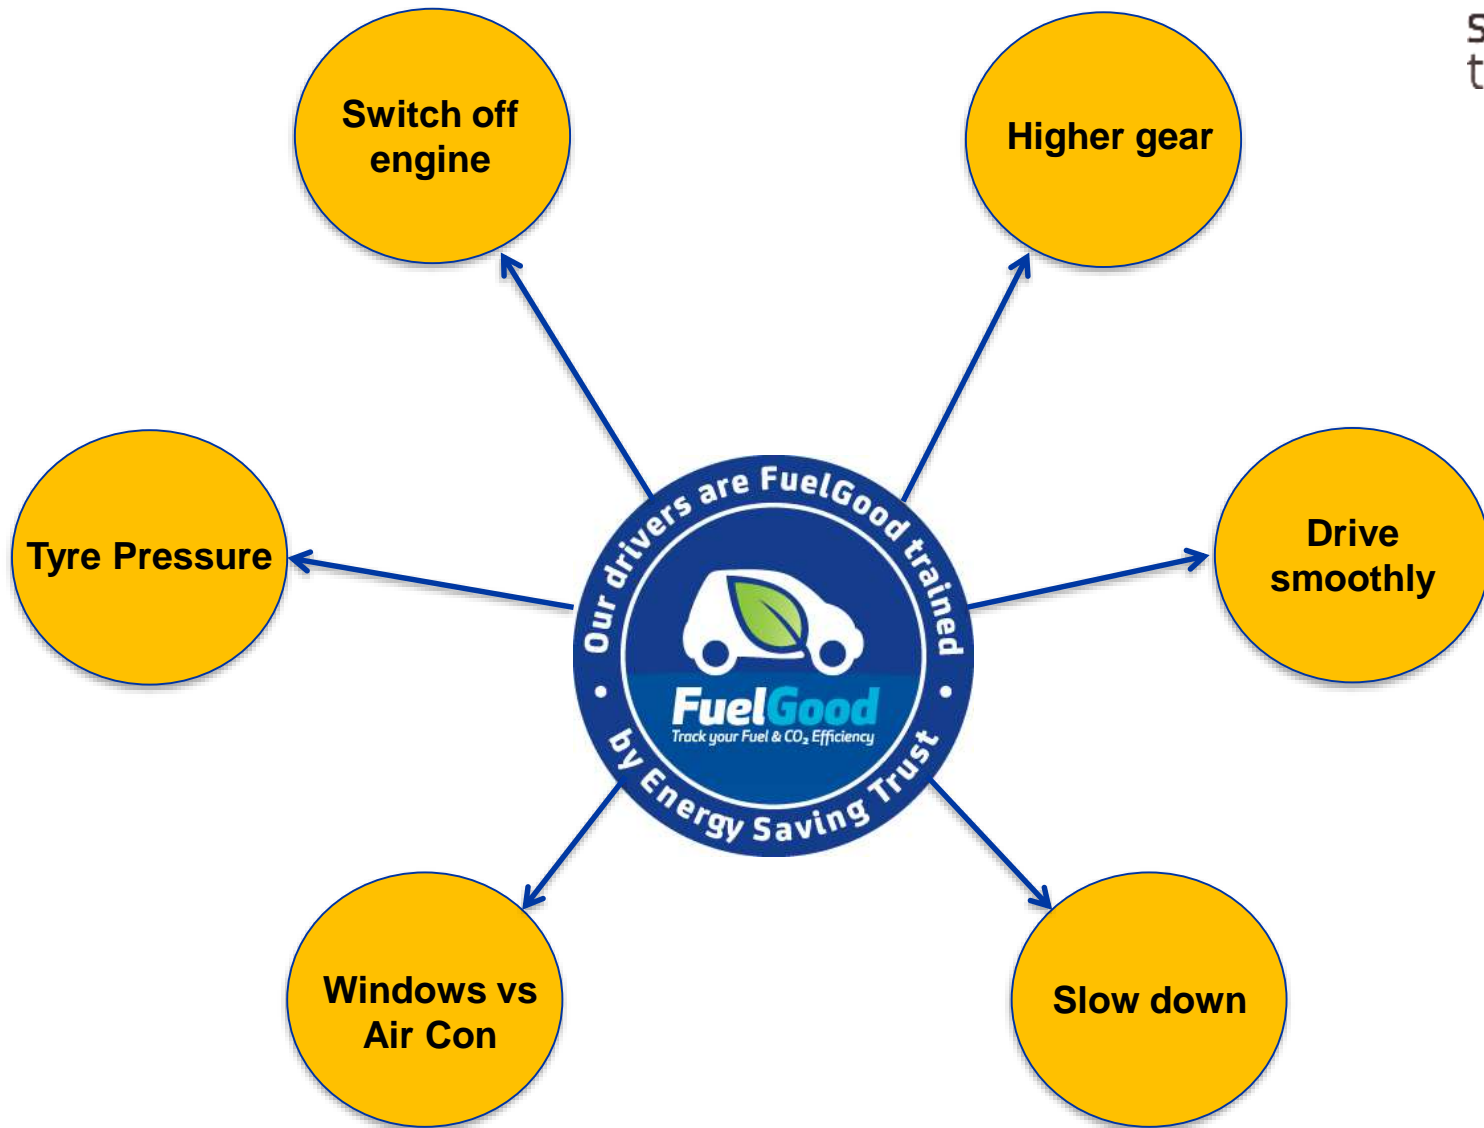 Switch off
engine
Higher gear
Tyre Pressure
Drive
smoothly
Our drivers are FuelGood trained
FuelGood
Track your Fuel & CO₂ Efficiency
by Energy Saving Trust
Windows vs
Air Con
Slow down